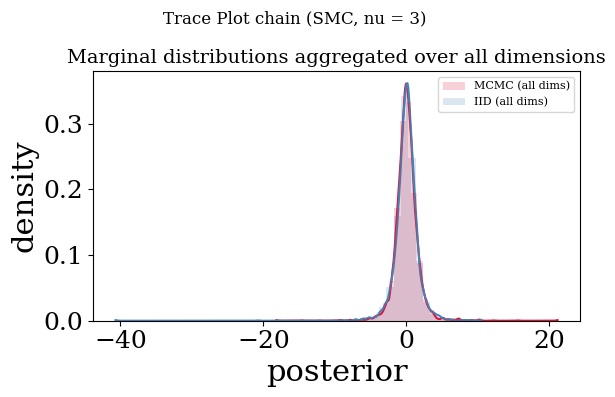 Trace Plot chain (SMC, nu = 3)
Marginal distributions aggregated over all dimensions
MCMC (all dims)
IID (all dims)
density
0.3
0.2
0.1
0.0
−40
−20
0
20
posterior